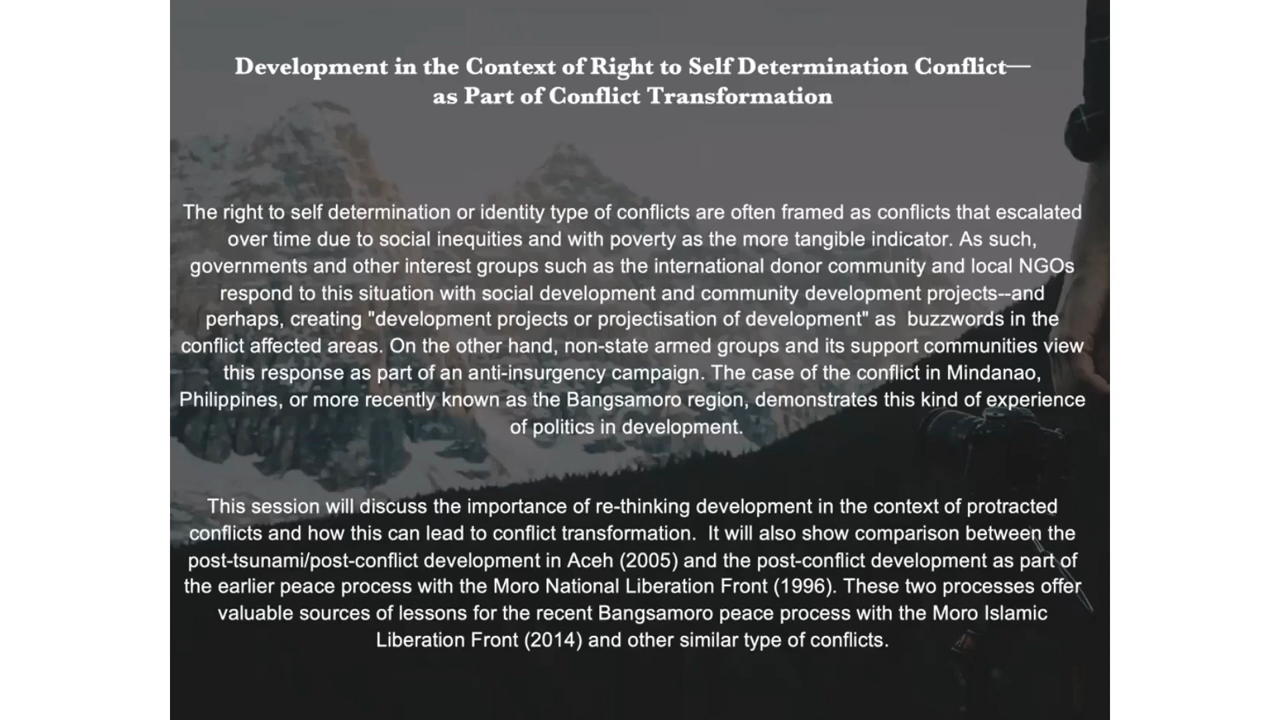 Development in the Context of Right to Self Determination Conflict—
as Part of Conflict Transformation
The right to self determination or identity type of conflicts are often framed as conflicts that escalated
over time due to social inequities and with poverty as the more tangible indicator. As such,
governments and other interest groups such as the international donor community and local NGOs
respond to this situation with social development and community development projects--and
perhaps, creating "development projects or projectisation of development" as  buzzwords in the
conflict affected areas. On the other hand, non-state armed groups and its support communities view
this response as part of an anti-insurgency campaign. The case of the conflict in Mindanao,
Philippines, or more recently known as the Bangsamoro region, demonstrates this kind of experience
of politics in development.
This session will discuss the importance of re-thinking development in the context of protracted
conflicts and how this can lead to conflict transformation.  It will also show comparison between the
post-tsunami/post-conflict development in Aceh (2005) and the post-conflict development as part of
the earlier peace process with the Moro National Liberation Front (1996). These two processes offer
valuable sources of lessons for the recent Bangsamoro peace process with the Moro Islamic
Liberation Front (2014) and other similar type of conflicts.